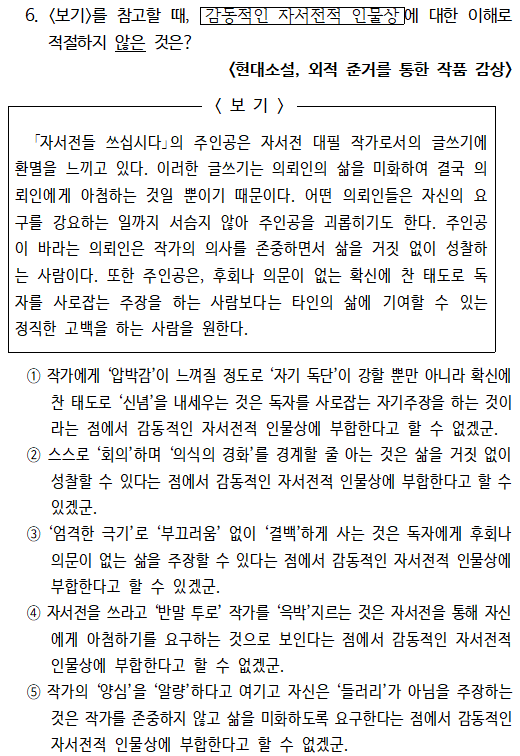 6. <보기>를 참고할 때, 감동적인 자서전적 인물상에 대한 이해로
적절하지 않은 것은?
<현대소설, 외적 준거를 통한 작품 감상>
< 보 기 >
「자서전들 쓰십시다」의 주인공은 자서전 대필 작가로서의 글쓰기에
환멸을 느끼고 있다. 이러한 글쓰기는 의뢰인의 삶을 미화하여 결국 의
뢰인에게 아첨하는 것일 뿐이기 때문이다. 어떤 의뢰인들은 자신의 요
구를 강요하는 일까지 서슴지 않아 주인공을 괴롭히기도 한다. 주인공
이 바라는 의뢰인은 작가의 의사를 존중하면서 삶을 거짓 없이 성찰하
는 사람이다. 또한 주인공은, 후회나 의문이 없는 확신에 찬 태도로 독
자를 사로잡는 주장을 하는 사람보다는 타인의 삶에 기여할 수 있는
정직한 고백을 하는 사람을 원한다.
① 작가에게 '압박감'이 느껴질 정도로 '자기 독단'이 강할 뿐만 아니라 확신에
찬 태도로 '신념'을 내세우는 것은 독자를 사로잡는 자기주장을 하는 것이
라는 점에서 감동적인 자서전적 인물상에 부합한다고 할 수 없겠군.
② 스스로 '회의'하며 '의식의 경화'를 경계할 줄 아는 것은 삶을 거짓 없이
성찰할 수 있다는 점에서 감동적인 자서전적 인물상에 부합한다고 할 수
있겠군.
③ '엄격한 극기'로 '부끄러움' 없이 '결백'하게 사는 것은 독자에게 후회나
의문이 없는 삶을 주장할 수 있다는 점에서 감동적인 자서전적 인물상에
부합한다고 할 수 있겠군.
④ 자서전을 쓰라고 '반말 투로' 작가를 '윽박'지르는 것은 자서전을 통해 자신
에게 아첨하기를 요구하는 것으로 보인다는 점에서 감동적인 자서전적
인물상에 부합한다고 할 수 없겠군.
⑤ 작가의 '양심'을 '알량'하다고 여기고 자신은 '들러리'가 아님을 주장하는
것은 작가를 존중하지 않고 삶을 미화하도록 요구한다는 점에서 감동적인
자서전적 인물상에 부합한다고 할 수 없겠군.